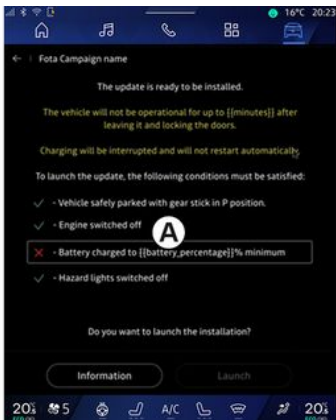 16°C 20:23
Fota Campaign name
The update is ready to be installed.
The vehicle will not be operational for up to {{minutes}} after
leaving it and locking the doors.
Charging will be interrupted and will not restart automatically.
To launch the update, the following conditions must be satisfied:
- Vehicle safely parked with gear stick in P position.
- Engine switched off
A
- Battery charged to {{battery_percentage}}% minimum
- Hazard lights switched off
Do you want to launch the installation?
Information
Launch
20 5 A/C 20